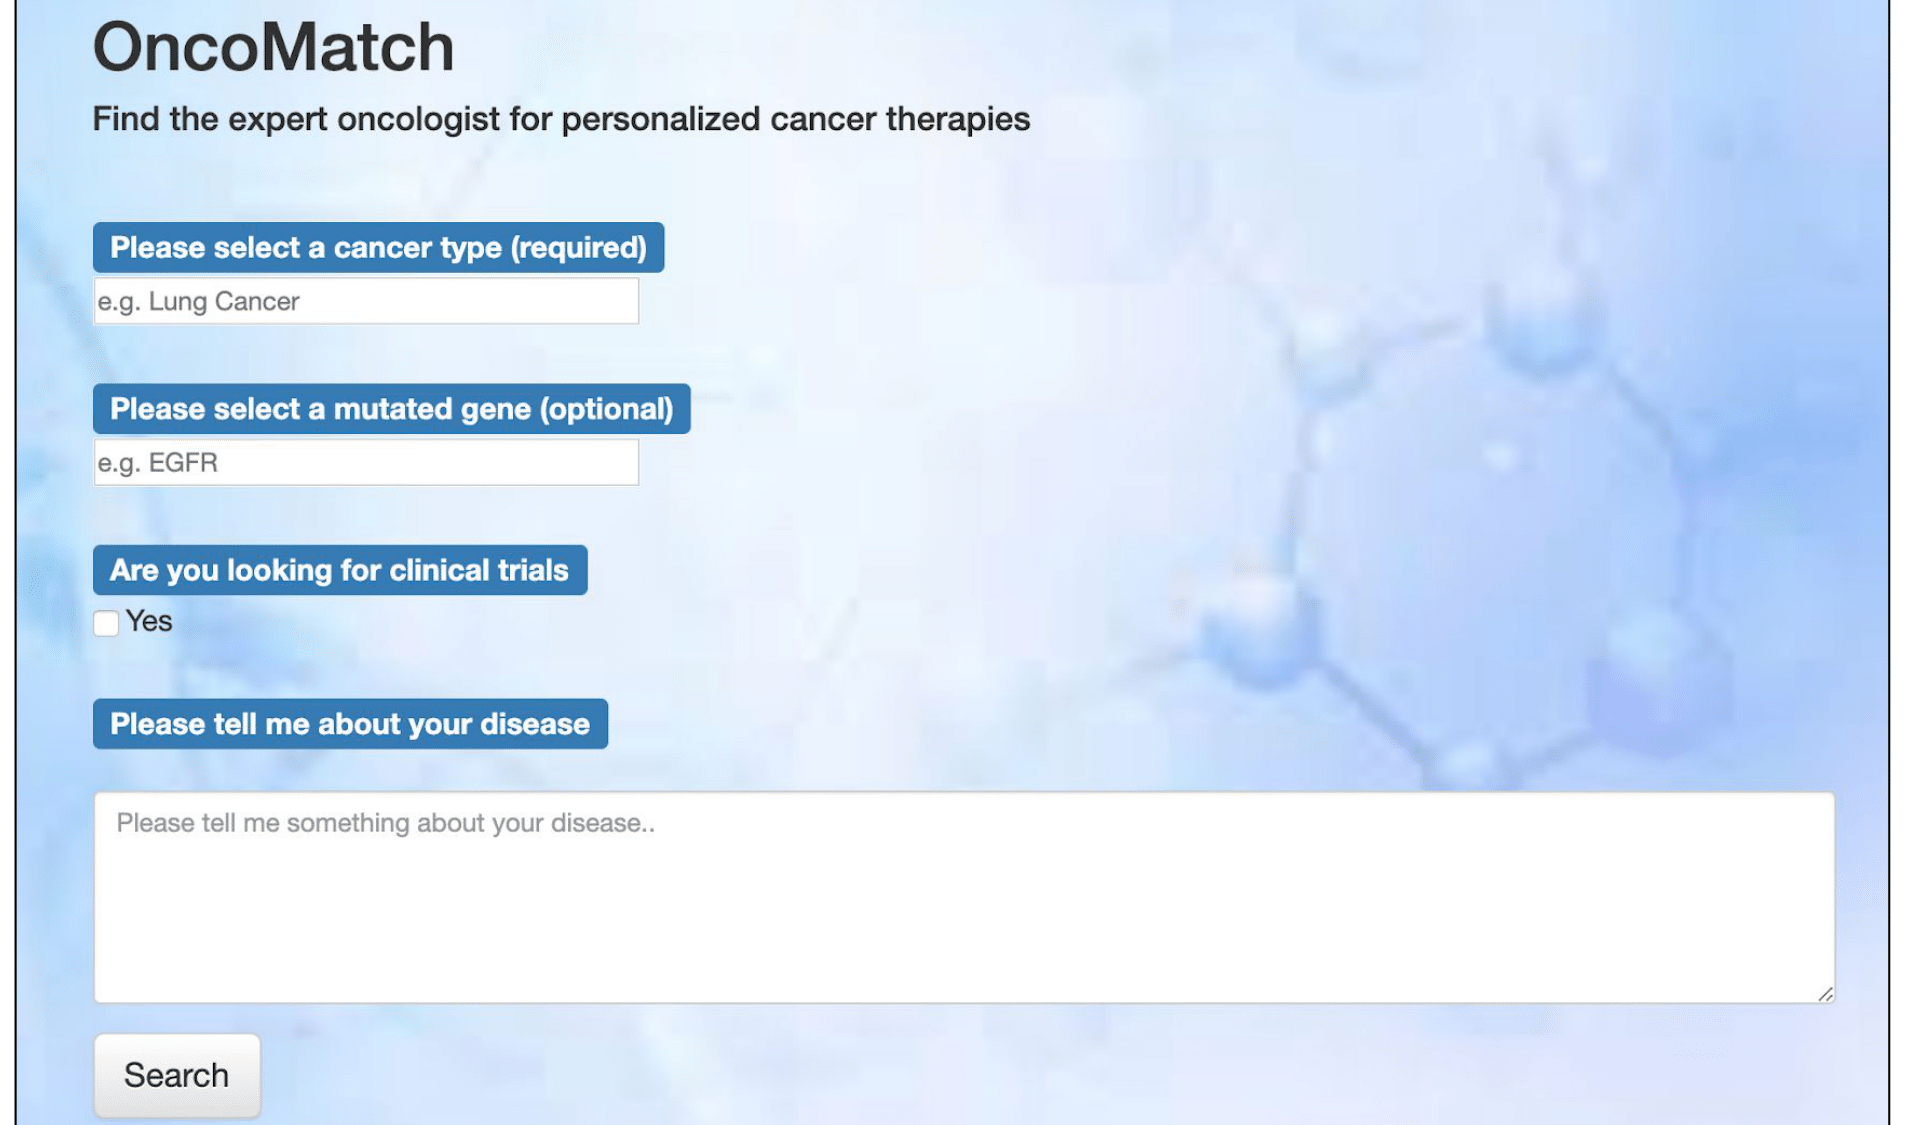 OncoMatch
Find the expert oncologist for personalized cancer therapies
Please select a cancer type (required)
e.g. Lung Cancer
Please select a mutated gene (optional)
e.g. EGFR
Are you looking for clinical trials
Yes
Please tell me about your disease
Please tell me something about your disease..
Search